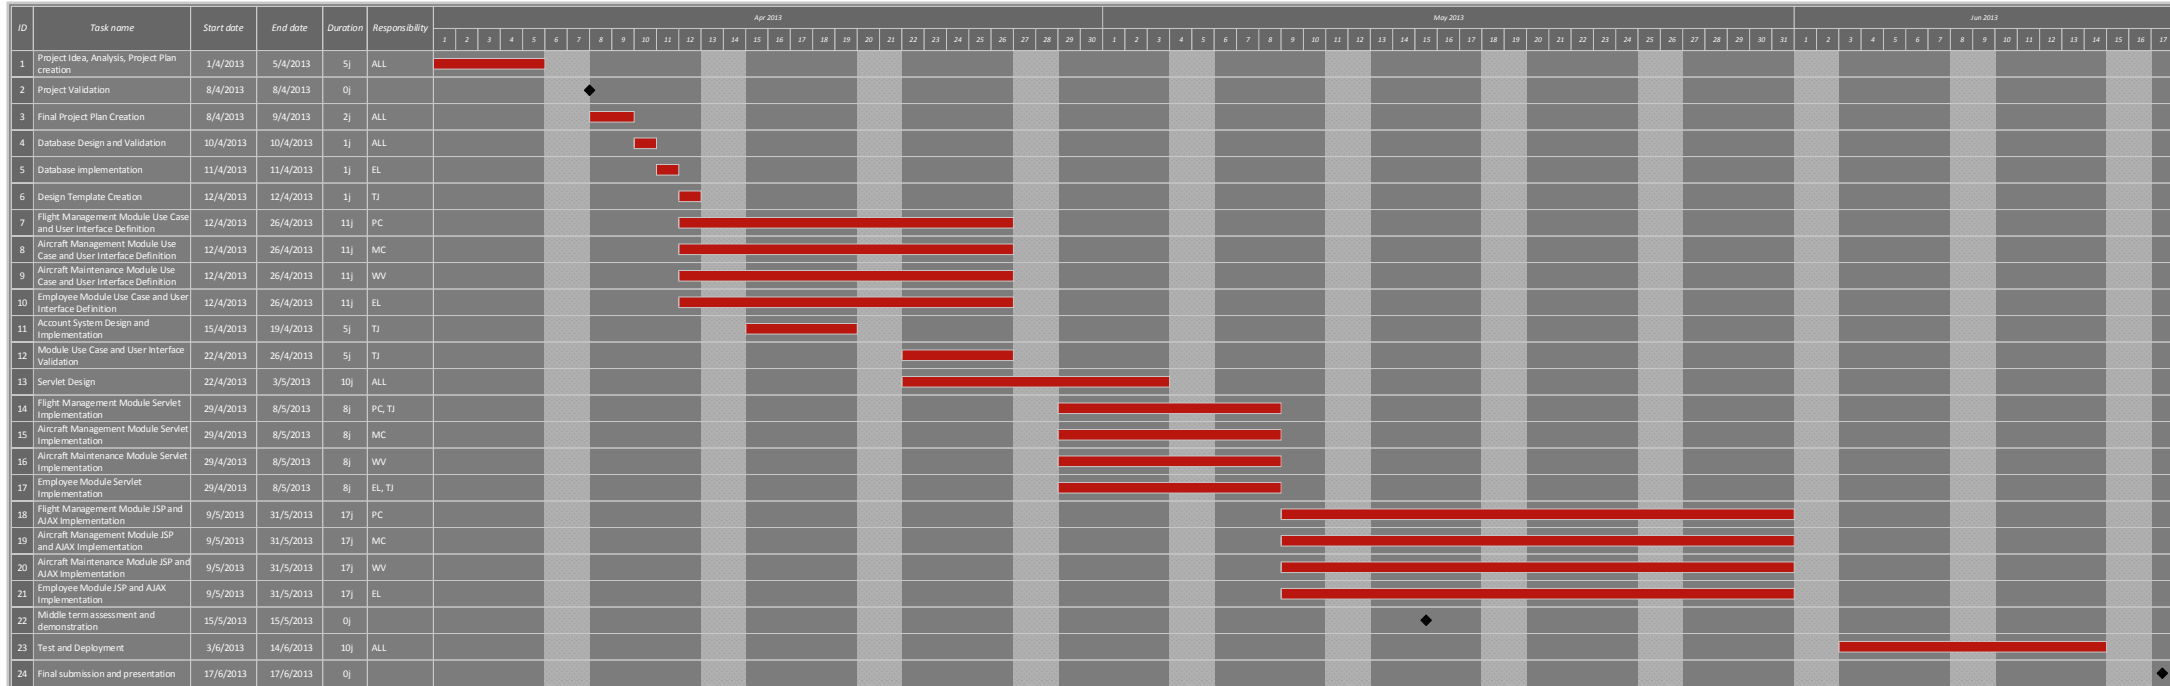 ID Task name Start date End date Duration Responsibility Apr 2013 May 2013 Jun 2013
1 2 3 4 5 6 7 8 9 10 11 12 13 14 15 16 17 18 19 20 21 22 23 24 25 26 27 28 29 30 1 2 3 4 5 6 7 8 9 10 11 12 13 14 15 16 17 18 19 20 21 22 23 24 25 26 27 28 29 30 31 1 2 3 4 5 6 7 8 9 10 11 12 13 14 15 16 17
1 Project Idea, Analysis, Project Plan creation 1/4/2013 5/4/2013 5j ALL
2 Project Validation 8/4/2013 8/4/2013 0j
3 Final Project Plan Creation 8/4/2013 9/4/2013 2j ALL
4 Database Design and Validation 10/4/2013 10/4/2013 1j ALL
5 Database implementation 11/4/2013 11/4/2013 1j EL
6 Design Template Creation 12/4/2013 12/4/2013 1j TJ
7 Flight Management Module Use Case and User Interface Definition 12/4/2013 26/4/2013 11j PC
8 Aircraft Management Module Use Case and User Interface Definition 12/4/2013 26/4/2013 11j MC
9 Aircraft Maintenance Module Use Case and User Interface Definition 12/4/2013 26/4/2013 11j WV
10 Employee Module Use Case and User Interface Definition 12/4/2013 26/4/2013 11j EL
11 Account System Design and Implementation 15/4/2013 19/4/2013 5j TJ
12 Module Use Case and User Interface Validation 22/4/2013 26/4/2013 5j TJ
13 Servlet Design 22/4/2013 3/5/2013 10j ALL
14 Flight Management Module Servlet Implementation 29/4/2013 8/5/2013 8j PC, TJ
15 Aircraft Management Module Servlet Implementation 29/4/2013 8/5/2013 8j MC
16 Aircraft Maintenance Module Servlet Implementation 29/4/2013 8/5/2013 8j WV
17 Employee Module Servlet Implementation 29/4/2013 8/5/2013 8j EL, TJ
18 Flight Management Module JSP and AJAX Implementation 9/5/2013 31/5/2013 17j PC
19 Aircraft Management Module JSP and AJAX Implementation 9/5/2013 31/5/2013 17j MC
20 Aircraft Maintenance Module JSP and AJAX Implementation 9/5/2013 31/5/2013 17j WV
21 Employee Module JSP and AJAX Implementation 9/5/2013 31/5/2013 17j EL
22 Middle term assessment and demonstration 15/5/2013 15/5/2013 0j
23 Test and Deployment 3/6/2013 14/6/2013 10j ALL
24 Final submission and presentation 17/6/2013 17/6/2013 0j